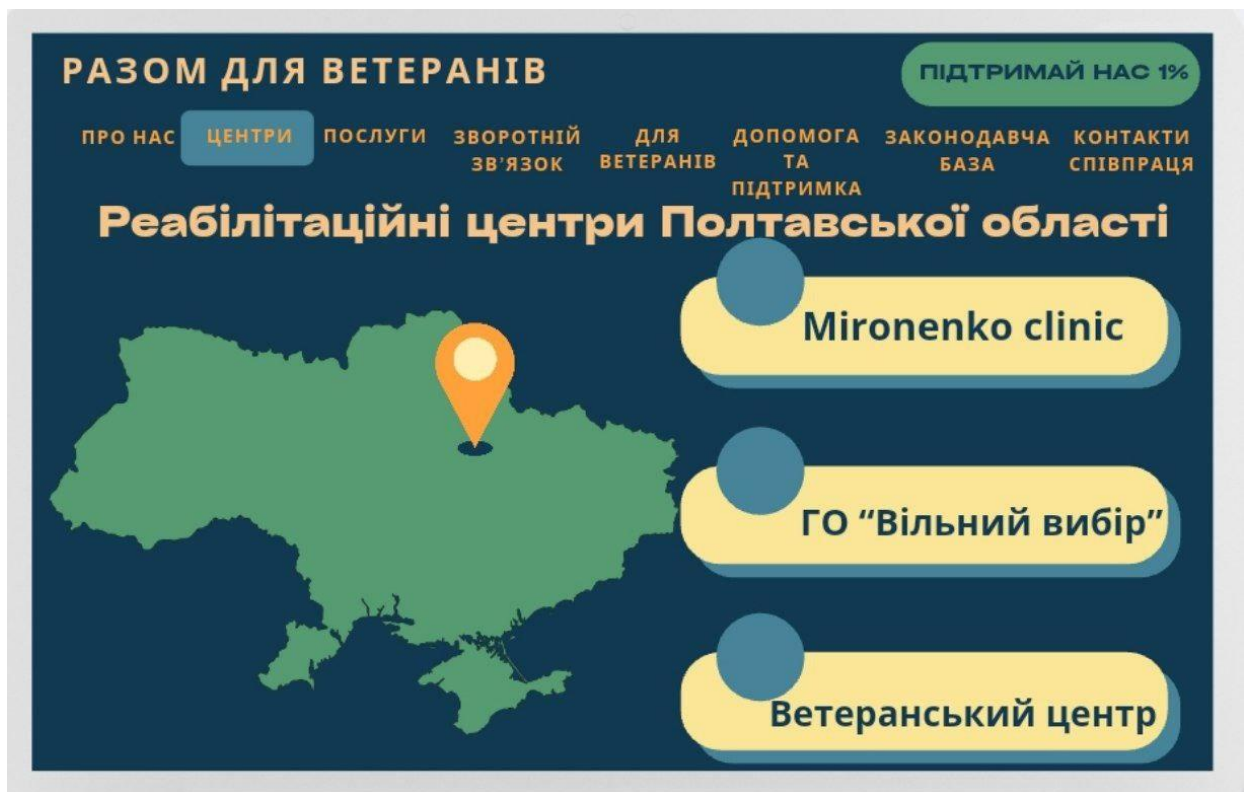 РАЗОМ ДЛЯ ВЕТЕРАНІВ
ПІДТРИМАЙ НАС 1%
ПРО НАС
ЦЕНТРИ
ПОСЛУГИ
ЗВОРОТНІЙ
ЗВ'ЯЗОК
ДЛЯ
ВЕТЕРАНІВ
ДОПОМОГА
ТА
ПІДТРИМКА
ЗАКОНОДАВЧА
БАЗА
КОНТАКТИ
СПІВПРАЦЯ
Реабілітаційні центри Полтавської області
Mironenko clinic
ГО “Вільний вибір”
Ветеранський центр